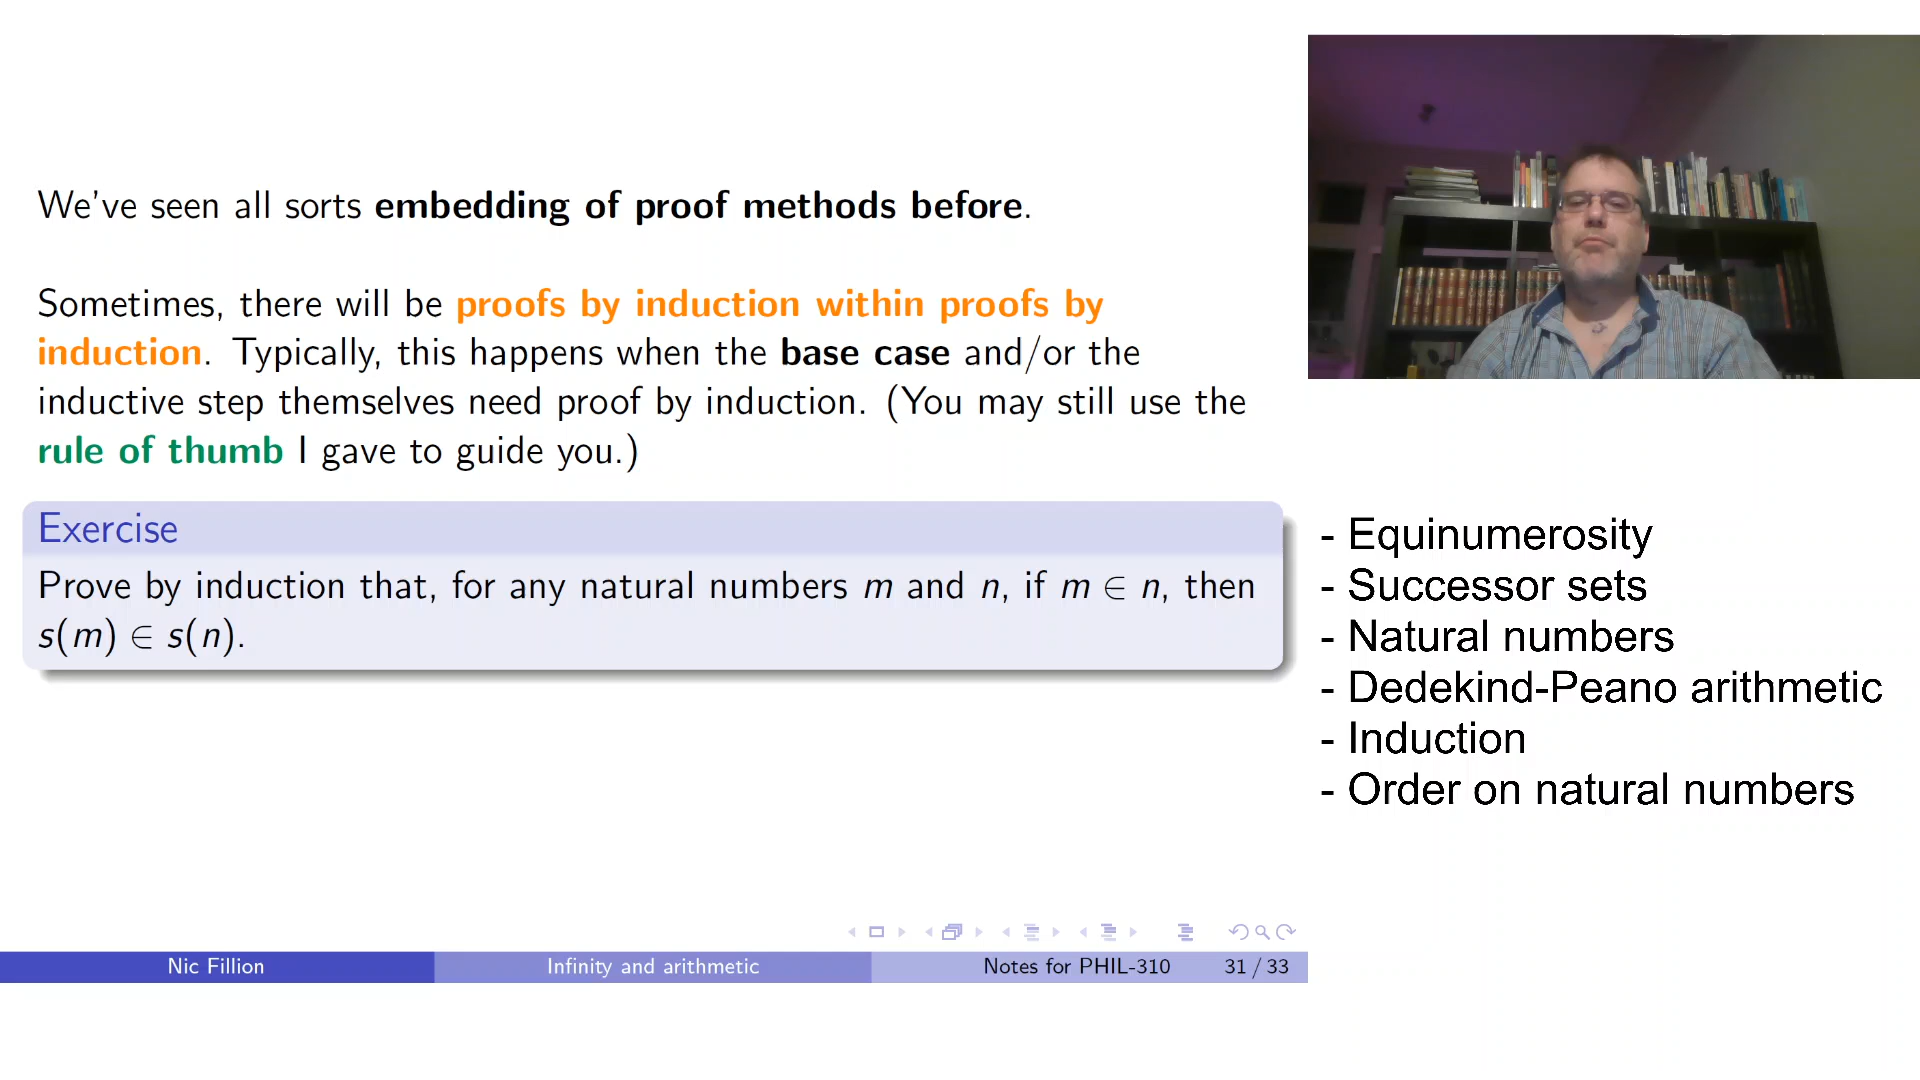 We've seen all sorts embedding of proof methods before.
Sometimes, there will be proofs by induction within proofs by
induction. Typically, this happens when the base case and/or the
inductive step themselves need proof by induction. (You may still use the
rule of thumb I gave to guide you.)
Exercise
Prove by induction that, for any natural numbers m and n, if m ∈ n, then
s(m) ∈ s(n).
- Equinumerosity
- Successor sets
- Natural numbers
- Dedekind-Peano arithmetic
- Induction
- Order on natural numbers
Nic Fillion Infinity and arithmetic Notes for PHIL-310 31 / 33